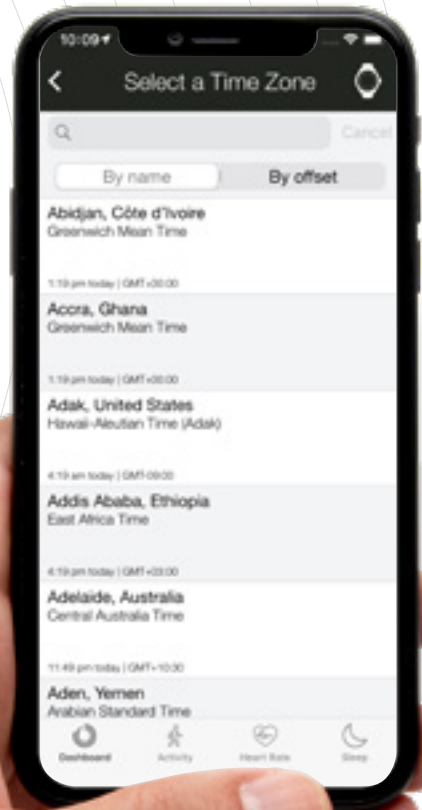 10:09
Select a Time Zone
Cancel
By name By offset
Abidjan, Côte d'Ivoire
Greenwich Mean Time
1:19 pm today | GMT+00:00
Accra, Ghana
Greenwich Mean Time
1:19 pm today | GMT+00:00
Adak, United States
Hawaii-Aleutian Time (Adak)
4:19 am today | GMT-09:00
Addis Ababa, Ethiopia
East Africa Time
4:19 pm today | GMT+03:00
Adelaide, Australia
Central Australia Time
11:49 pm today | GMT+10:30
Aden, Yemen
Arabian Standard Time
Dashboard Activity Heart Rate Sleep